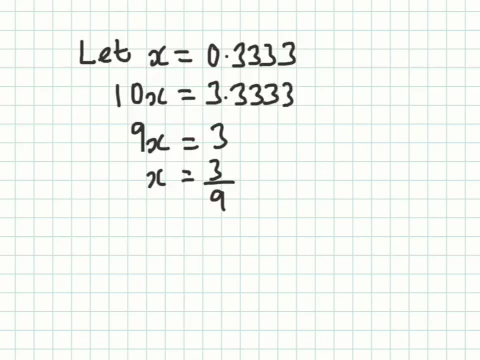 Let x = 0.3333
10x = 3.3333
9x = 3
x = 3/9